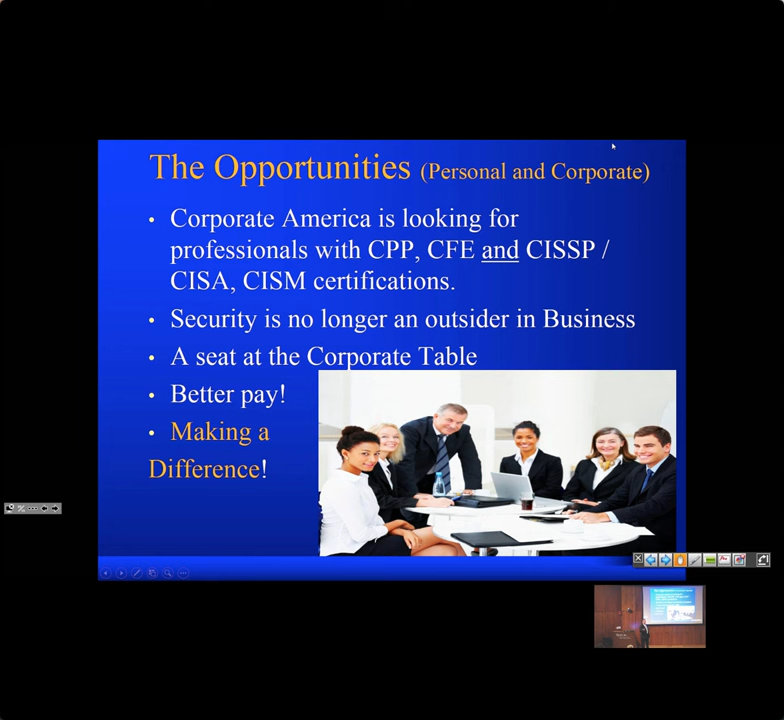 The Opportunities (Personal and Corporate)
• Corporate America is looking for
professionals with CPP, CFE and CISSP /
CISA, CISM certifications.
• Security is no longer an outsider in Business
• A seat at the Corporate Table
• Better pay!
• Making a
Difference!